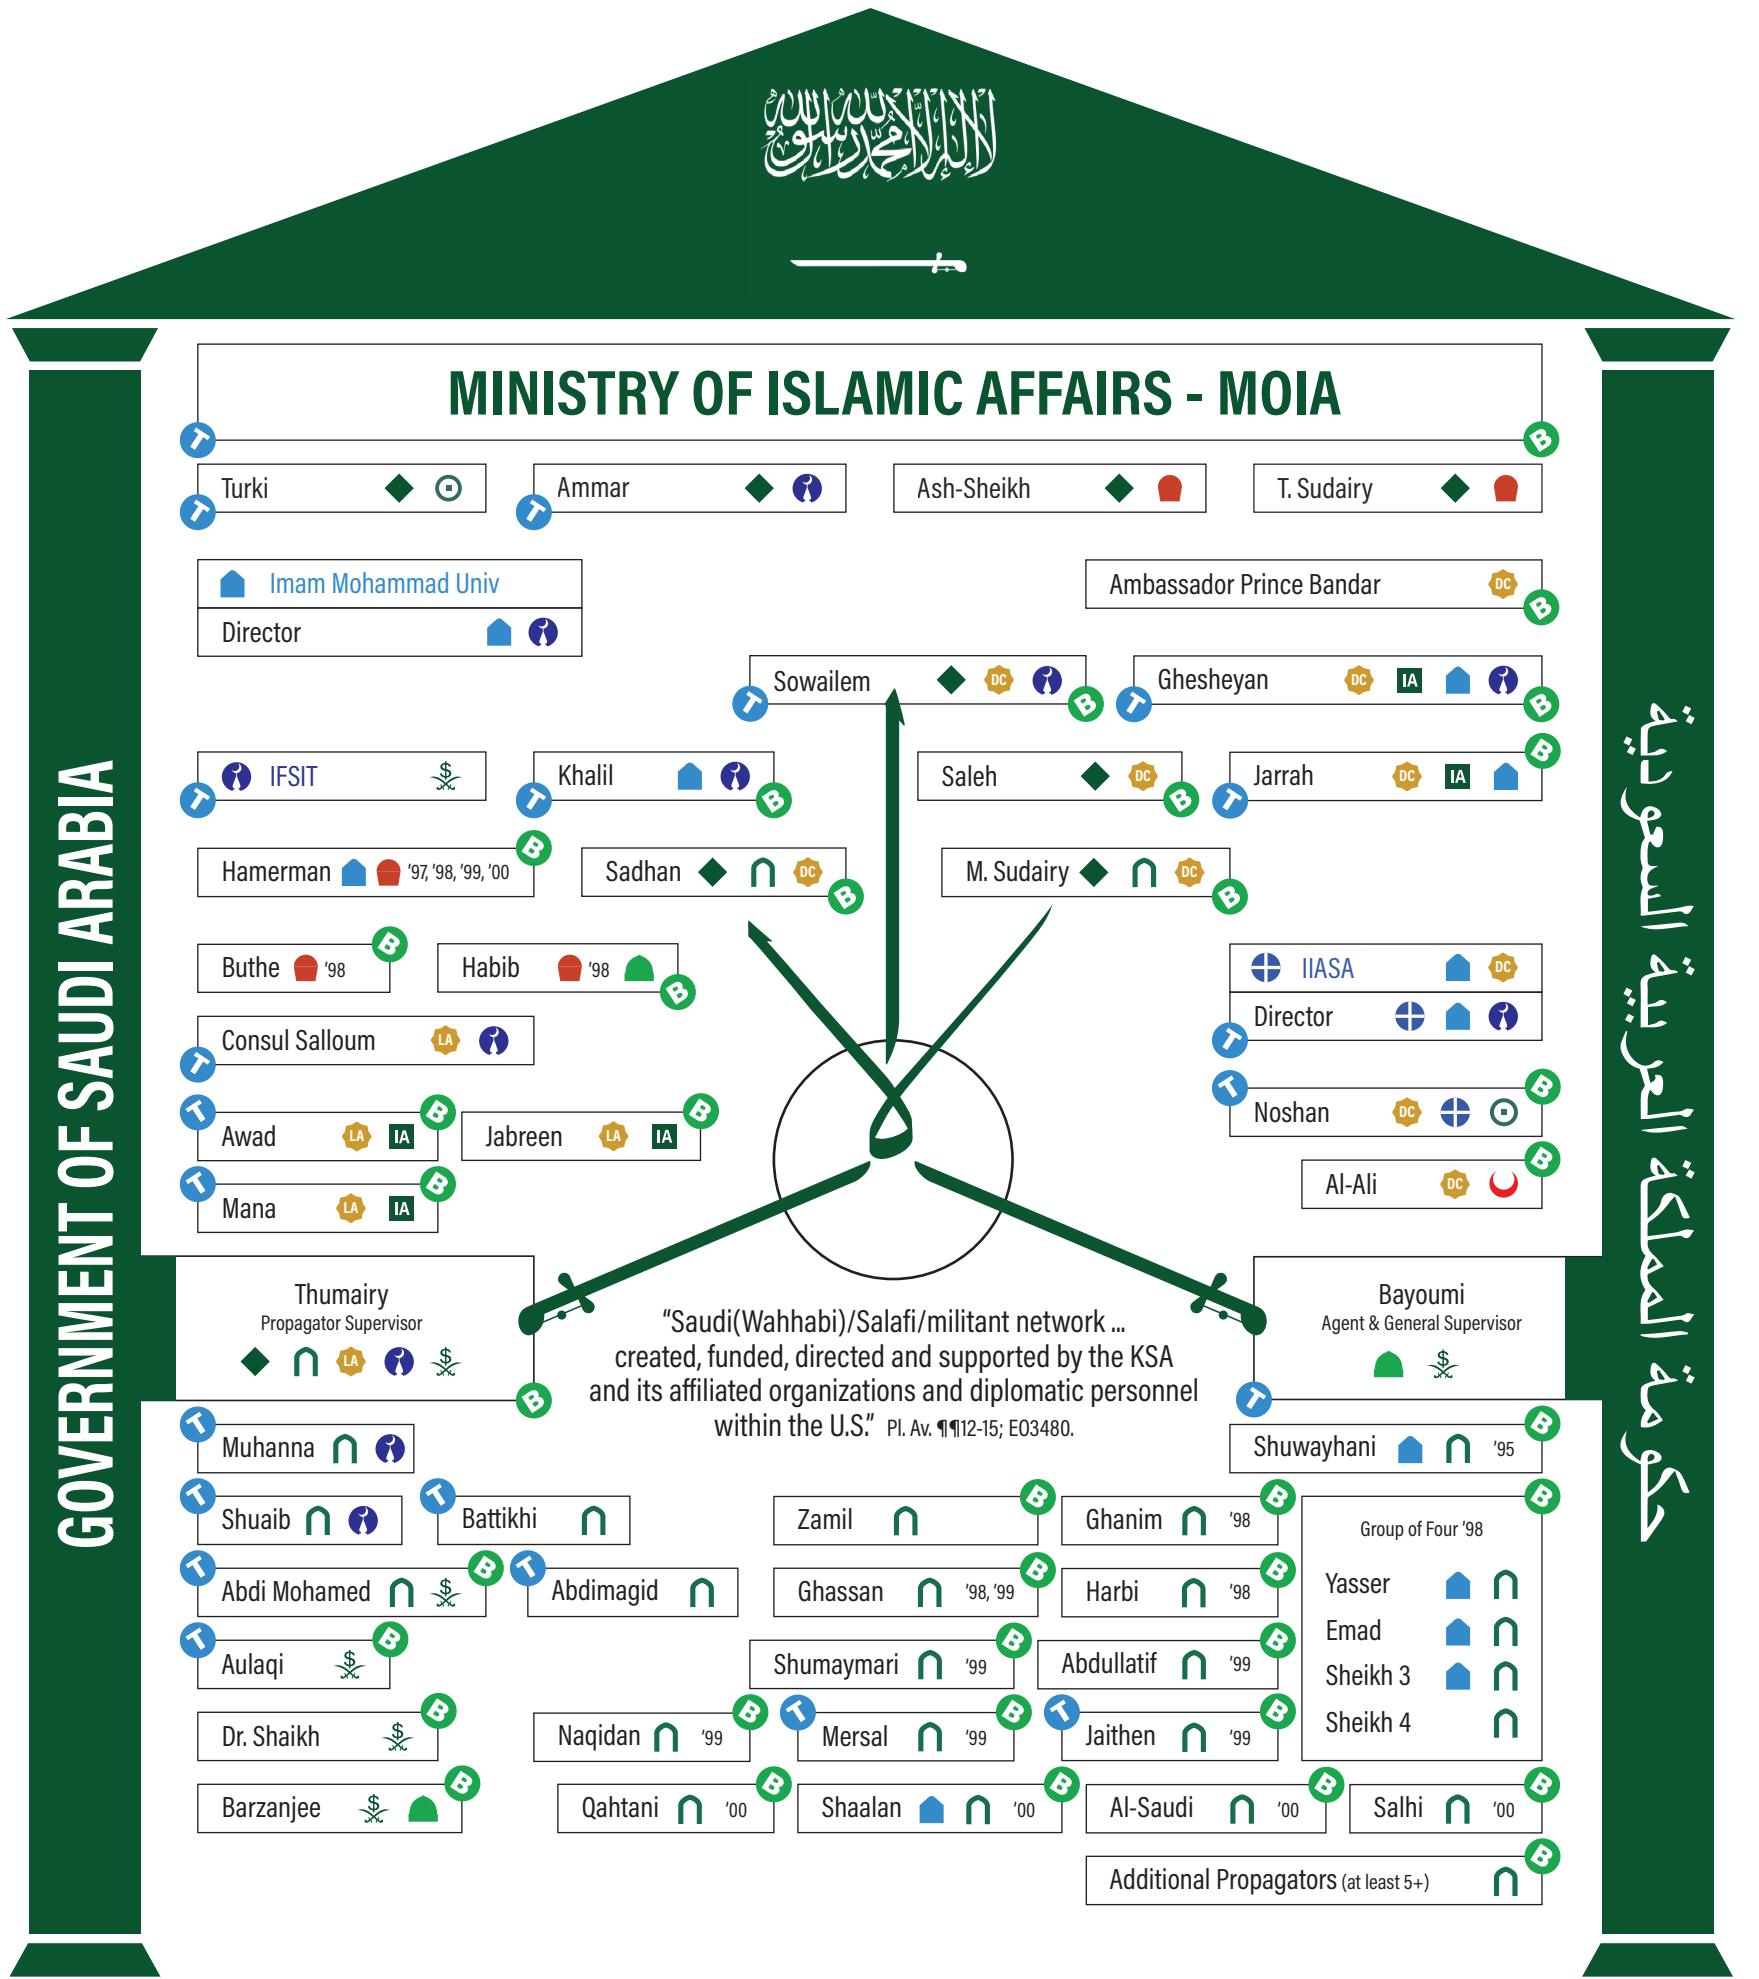 لا إله إلا الله محمد رسول الله
GOVERNMENT OF SAUDI ARABIA
حكومة المملكة العربية السعودية
MINISTRY OF ISLAMIC AFFAIRS - MOIA
T
B
Turki
T
Ammar
T
Ash-Sheikh
T. Sudairy
Imam Mohammad Univ
Director
Ambassador Prince Bandar DC
B
Sowailem DC
T
B
Ghesheyan DC IA
T
B
IFSIT $
T
Khalil
T
B
Saleh DC
B
Jarrah DC IA
T
B
Hamerman '97, '98, '99, '00
B
Sadhan DC
B
M. Sudairy DC
B
Buthe '98
B
Habib '98
B
IIASA DC
Director
T
Consul Salloum LA
T
T
Noshan DC
B
T
Awad LA IA
B
Jabreen LA IA
B
Al-Ali DC
B
T
Mana LA IA
B
Thumairy
Propagator Supervisor
LA $
B
Bayoumi
Agent & General Supervisor
$
T
“Saudi(Wahhabi)/Salafi/militant network ...
created, funded, directed and supported by the KSA
and its affiliated organizations and diplomatic personnel
within the U.S.” Pl. Av. ¶¶12-15; EO3480.
T
Muhanna
Shuwayhani '95
B
T
Shuaib
T
Battikhi
Zamil
B
Ghanim '98
B
Group of Four '98
B
Yasser
Emad
Sheikh 3
Sheikh 4
T
Abdi Mohamed $
B
T
Abdimagid
Ghassan '98, '99
B
Harbi '98
B
T
Aulaqi $
B
Shumaymari '99
B
Abdullatif '99
B
Dr. Shaikh $
B
Naqidan '99
B
T
Mersal '99
B
T
Jaithen '99
B
Barzanjee $
B
Qahtani '00
B
Shaalan '00
B
Al-Saudi '00
B
Salhi '00
B
Additional Propagators (at least 5+)
B